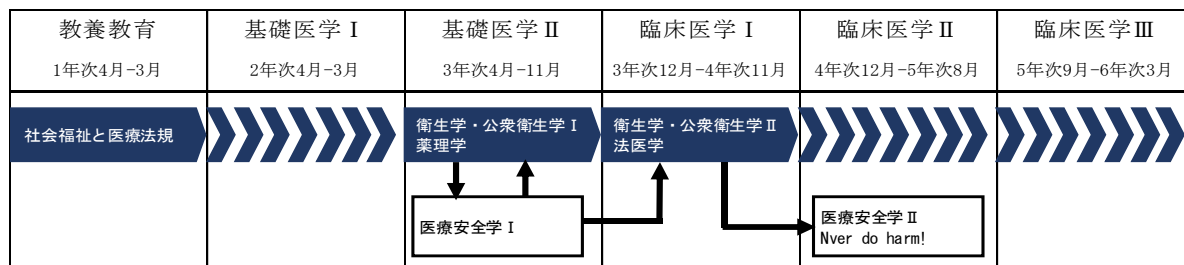 教養教育
1年次4月-3月
基礎医学Ⅰ
2年次4月-3月
基礎医学Ⅱ
3年次4月-11月
臨床医学Ⅰ
3年次12月-4年次11月
臨床医学Ⅱ
4年次12月-5年次8月
臨床医学Ⅲ
5年次9月-6年次3月
社会福祉と医療法規
衛生学・公衆衛生学Ⅰ
薬理学
衛生学・公衆衛生学Ⅱ
法医学
医療安全学Ⅰ
医療安全学Ⅱ
Nver do harm!